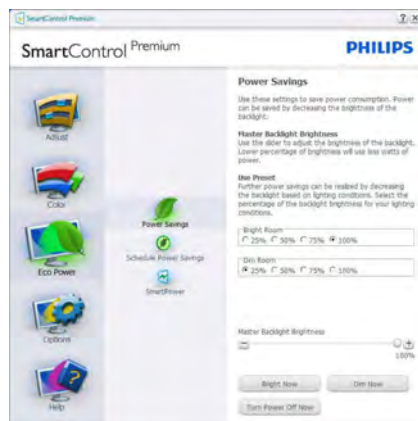 SmartControl Premium
SmartControl Premium
PHILIPS
Adjust
Color
Eco Power
Options
Help
Power Savings
Schedule Power Savings
SmartPower
Power Savings
Use these settings to save power consumption. Power
can be saved by decreasing the brightness of the
backlight.
Master Backlight Brightness
Use the slider to adjust the brightness of the backlight.
Lower percentage of brightness will use less watts of
power.
Use Preset
Further power savings can be realized by decreasing
the backlight based on lighting conditions. Select the
percentage of the backlight brightness for your lighting
conditions.
Bright Room
25% 50% 75% 100%
Dim Room
25% 50% 75% 100%
Master Backlight Brightness
100%
Bright Now Dim Now
Turn Power Off Now